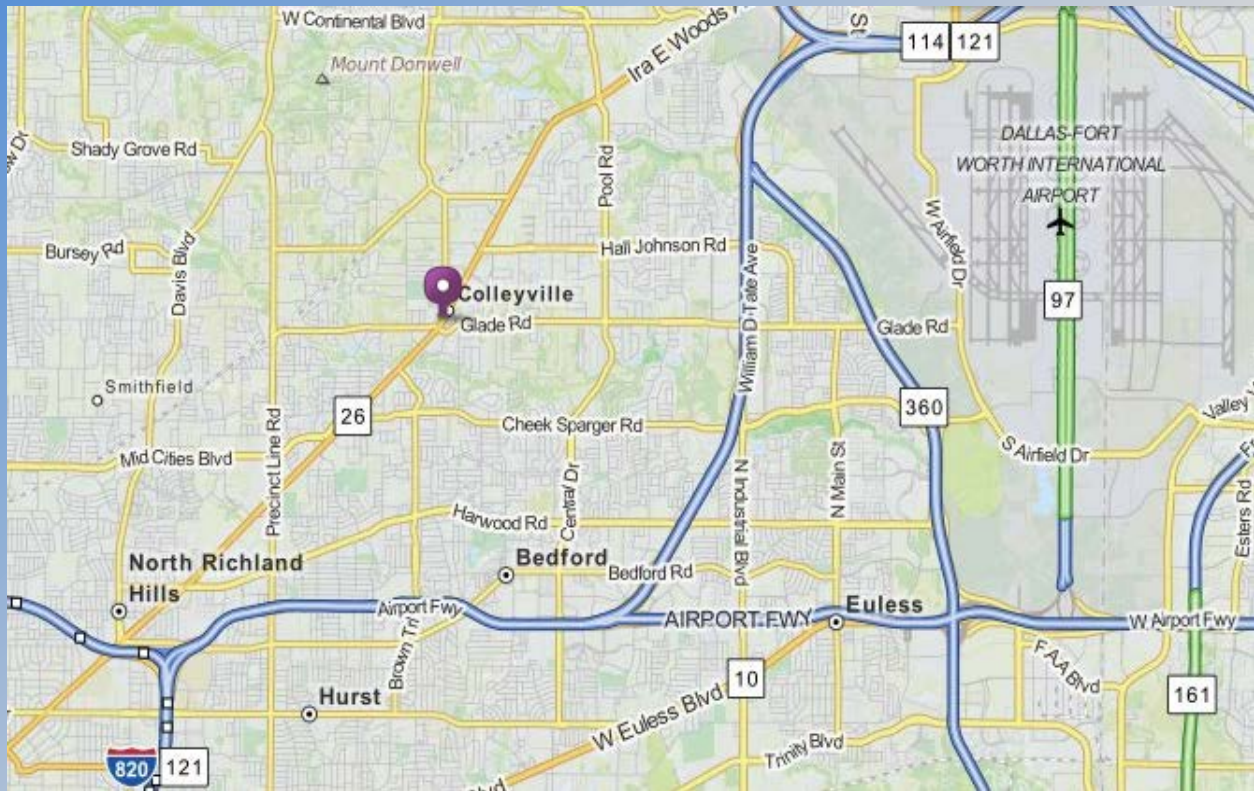 W Continental Blvd
Ira E Woods
St
114
121
Mount Donwell
DALLAS-FORT
WORTH INTERNATIONAL
AIRPORT
Shady Grove Rd
Pool Rd
W Airfield Dr
Bursey Rd
Davis Blvd
Hall Johnson Rd
William D Tate Ave
Colleyville
97
Glade Rd
Glade Rd
Smithfield
26
Precinct Line Rd
Cheek Sparger Rd
360
Mid Cities Blvd
N Main St
S Airfield Dr
Central Dr
N Industrial Blvd
Harwood Rd
Esters Rd
North Richland
Hills
Bedford
Bedford Rd
Airport Fwy
AIRPORT FWY
Euless
W Airport Fwy
Brown Trl
F A A Blvd
10
161
Hurst
W Euless Blvd
Trinity Blvd
820
121